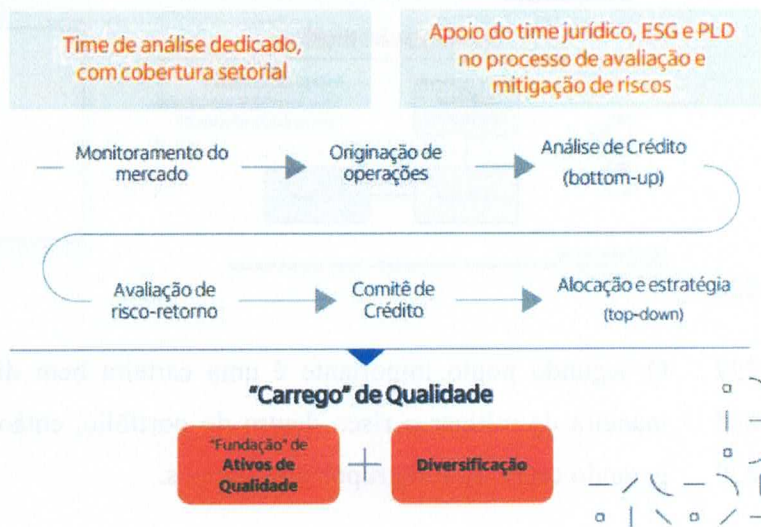 Time de análise dedicado,
com cobertura setorial
Apoio do time jurídico, ESG e PLD
no processo de avaliação e
mitigação de riscos
Monitoramento do
mercado
Originação de
operações
Análise de Crédito
(bottom-up)
Avaliação de
risco-retorno
Comitê de
Crédito
Alocação e estratégia
(top-down)
"Carrego" de Qualidade
"Fundação" de
Ativos de
Qualidade
+
Diversificação